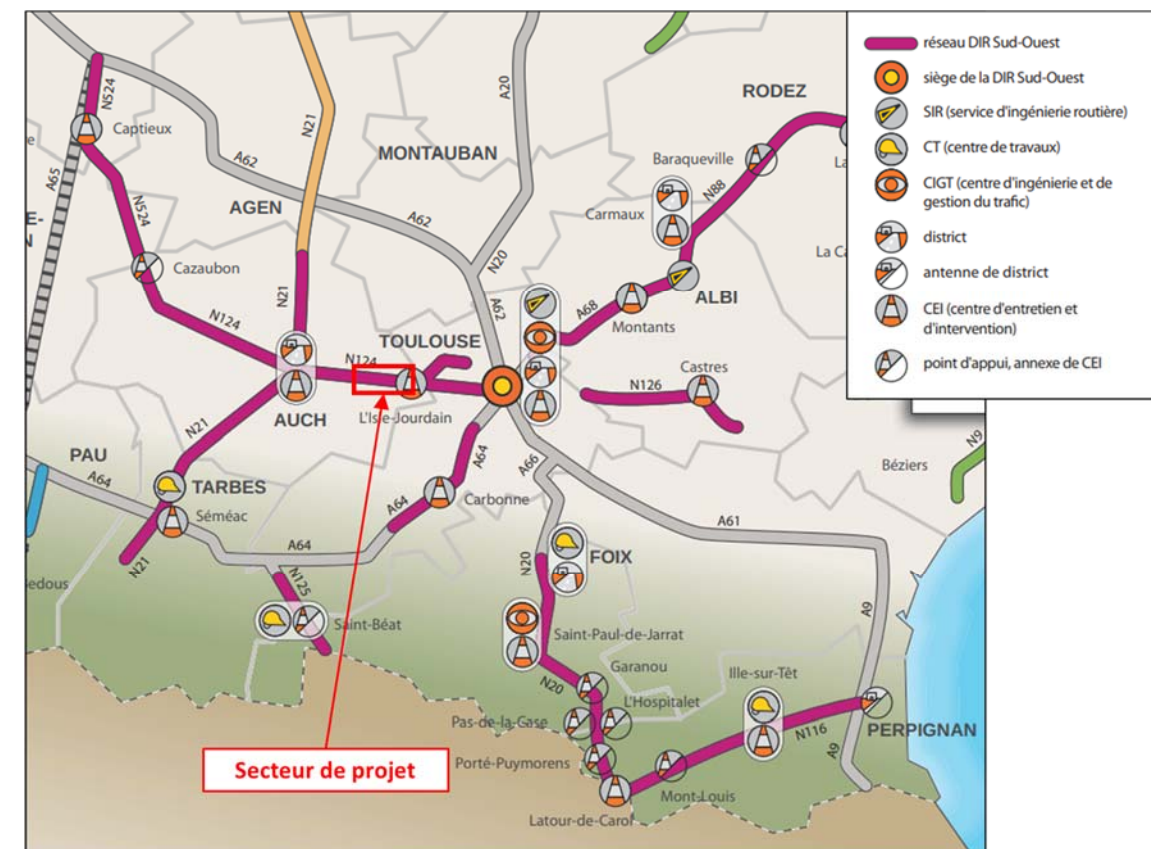 N524
Captieux
A65
A62
N21
A20
RODEZ
Baraqueville
MONTAUBAN
N88
AGEN
A62
Carmaux
N524
Cazaubon
N20
La Ca
E-
N
La
ALBI
A62
N21
A68
Montants
N124
TOULOUSE
N124
Castres
N126
L'Isle-Jourdain
AUCH
N21
A64
A66
N9
Béziers
PAU
A64
TARBES
Séméac
A64
Carbonne
A61
N21
A64
N20
FOIX
edous
N125
Saint-Béat
A9
Saint-Paul-de-Jarrat
Garanou
Ille-sur-Têt
N20
L'Hospitalet
Pas-de-la-Gase
N116
PERPIGNAN
A9
Porté-Puymorens
Mont-Louis
Latour-de-Carol
Secteur de projet
réseau DIR Sud-Ouest
siège de la DIR Sud-Ouest
SIR (service d'ingénierie routière)
CT (centre de travaux)
CIGT (centre d'ingénierie et de
gestion du trafic)
district
antenne de district
CEI (centre d'entretien et
d'intervention)
point d'appui, annexe de CEI